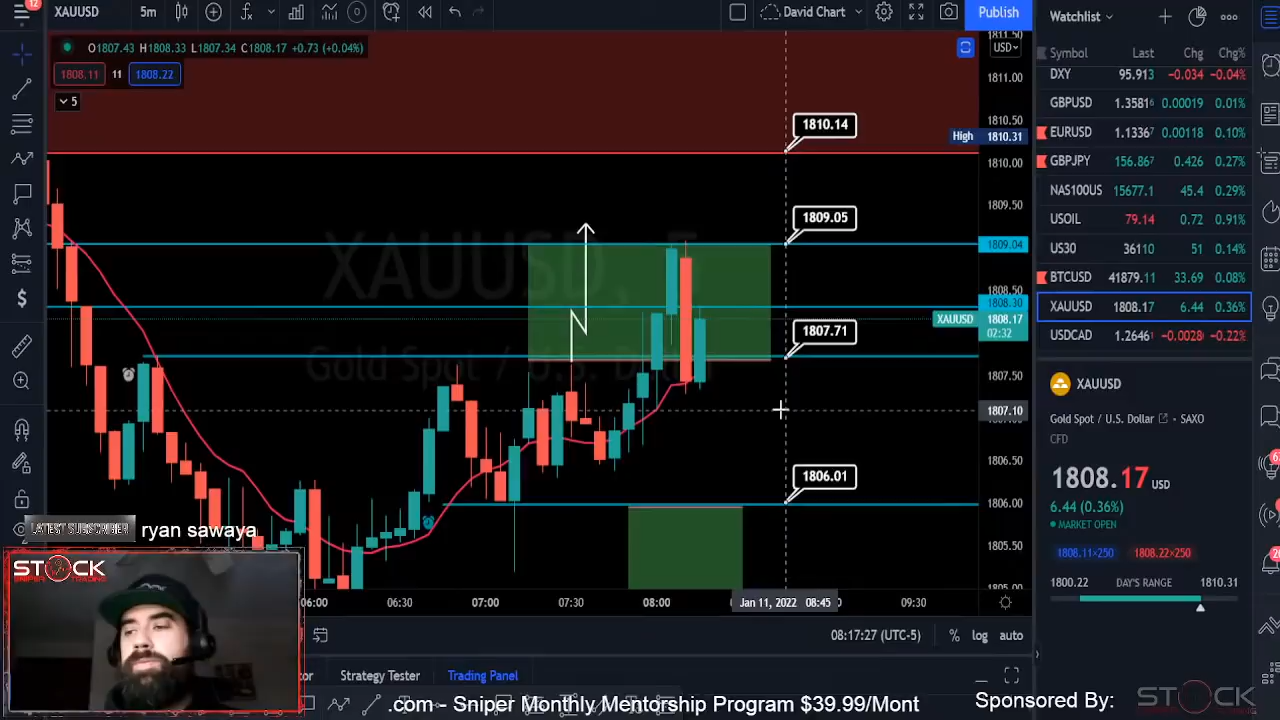 12
XAUUSD
5m
David Chart
Publish
Watchlist
O1807.43 H1808.33 L1807.34 C1808.17 +0.73 (+0.04%)
1808.11
11
1808.22
5
USD
1811.50
1811.00
1810.50
High
1810.31
1810.00
1809.50
1809.04
1808.50
1808.30
XAUUSD
1808.17
02:32
1807.50
1807.10
1806.50
1806.00
1805.50
1805.00
1810.14
1809.05
1807.71
1806.01
XAUUSD, 5
Gold Spot / U.S. Dollar
06:00
06:30
07:00
07:30
08:00
Jan 11, 2022
08:45
09:30
08:17:27 (UTC-5)
%
log
auto
Strategy Tester
Trading Panel
LATEST SUBSCRIBER
ryan sawaya
STOCK
SNIPER TRADING
.com - Sniper Monthly Mentorship Program $39.99/Mont
Sponsored By:
STOCK
Symbol
Last
Chg
Chg%
DXY 95.913 -0.034 -0.04%
GBPUSD 1.35816 0.00019 0.01%
EURUSD 1.13367 0.00118 0.10%
GBPJPY 156.867 0.426 0.27%
NAS100US 15677.1 45.4 0.29%
USOIL 79.14 0.72 0.91%
US30 36110 51 0.14%
BTCUSD 41879.11 33.69 0.08%
XAUUSD 1808.17 6.44 0.36%
USDCAD 1.26461 -0.0028 -0.22%
XAUUSD
Gold Spot / U.S. Dollar
SAXO
CFD
1808.17 USD
6.44 (0.36%)
MARKET OPEN
1808.11×250
1808.22×250
1800.22
DAY'S RANGE
1810.31